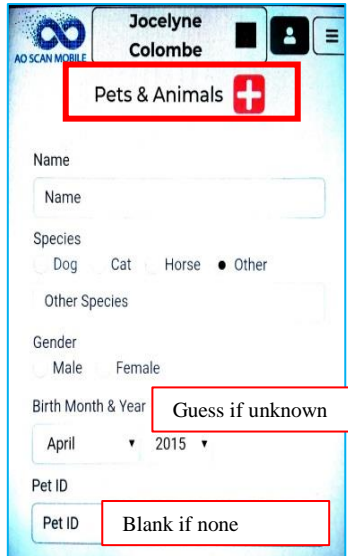 Jocelyne
Colombe
AO SCAN MOBILE
Pets & Animals
Name
Name
Species
Dog Cat Horse Other
Other Species
Gender
Male Female
Birth Month & Year
Guess if unknown
April 2015
Pet ID
Pet ID
Blank if none